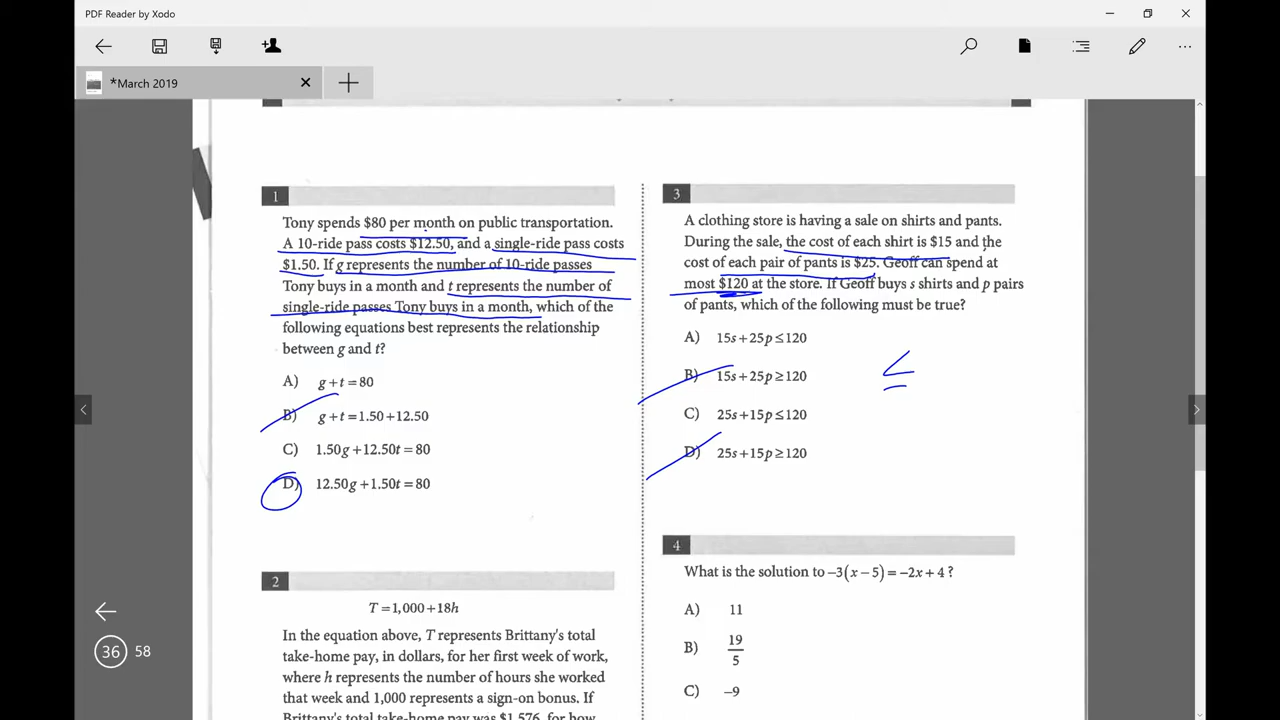 PDF Reader by Xodo
*March 2019
1
Tony spends $80 per month on public transportation.
A 10-ride pass costs $12.50, and a single-ride pass costs
$1.50. If g represents the number of 10-ride passes
Tony buys in a month and t represents the number of
single-ride passes Tony buys in a month, which of the
following equations best represents the relationship
between g and t?
A) g + t = 80
B) g + t = 1.50 + 12.50
C) 1.50g + 12.50t = 80
D) 12.50g + 1.50t = 80
2
T = 1,000 + 18h
In the equation above, T represents Brittany's total
take-home pay, in dollars, for her first week of work,
where h represents the number of hours she worked
that week and 1,000 represents a sign-on bonus. If
Brittany's total take-home pay was $1,576, for how
3
A clothing store is having a sale on shirts and pants.
During the sale, the cost of each shirt is $15 and the
cost of each pair of pants is $25. Geoff can spend at
most $120 at the store. If Geoff buys s shirts and p pairs
of pants, which of the following must be true?
A) 15s + 25p ≤ 120
B) 15s + 25p ≥ 120
C) 25s + 15p ≤ 120
D) 25s + 15p ≥ 120
≤
4
What is the solution to −3(x − 5) = −2x + 4 ?
A) 11
B) 19/5
C) −9
36 58